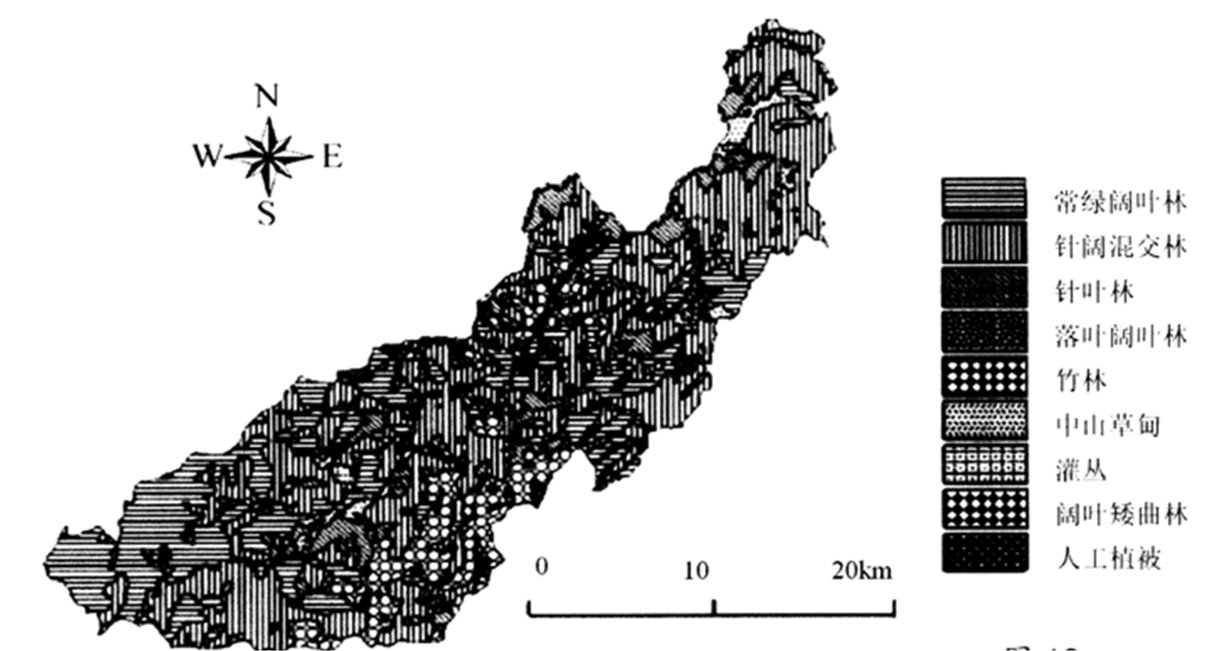 N
W E
S
常绿阔叶林
针阔混交林
针叶林
落叶阔叶林
竹林
中山草甸
灌丛
阔叶矮曲林
人工植被
0 10 20km